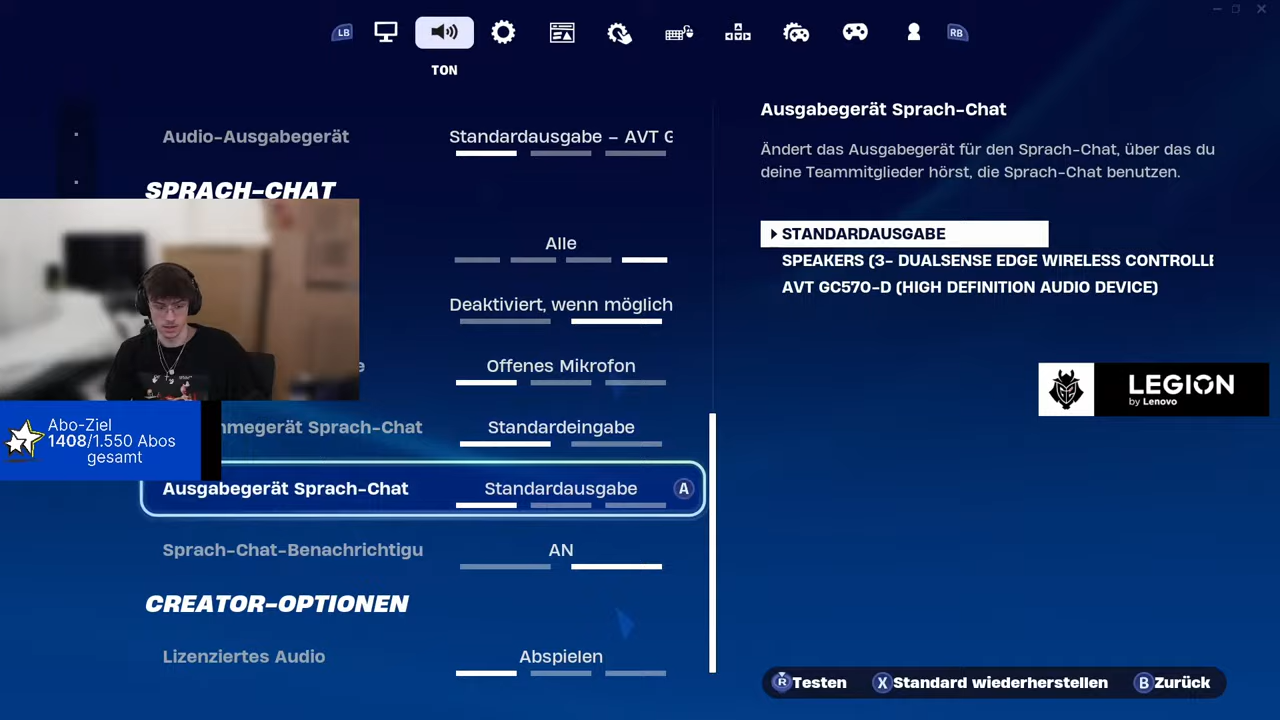 LB
RB
TON
Audio-Ausgabegerät
Standardausgabe – AVT G
SPRACH-CHAT
Alle
Deaktiviert, wenn möglich
e
Offenes Mikrofon
hmegerät Sprach-Chat
Standardeingabe
Ausgabegerät Sprach-Chat
Standardausgabe
A
Sprach-Chat-Benachrichtigu
AN
CREATOR-OPTIONEN
Lizenziertes Audio
Abspielen
Abo-Ziel
1408/1.550 Abos
gesamt
Ausgabegerät Sprach-Chat
Ändert das Ausgabegerät für den Sprach-Chat, über das du
deine Teammitglieder hörst, die Sprach-Chat benutzen.
STANDARDAUSGABE
SPEAKERS (3- DUALSENSE EDGE WIRELESS CONTROLLE
AVT GC570-D (HIGH DEFINITION AUDIO DEVICE)
LEGION
by Lenovo
R Testen
X Standard wiederherstellen
B Zurück